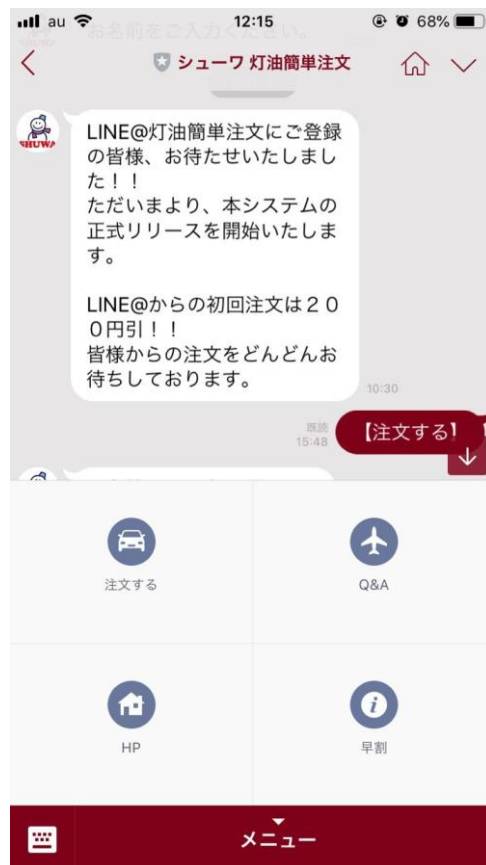 au 12:15 68%
お名前をご入力ください。
シューワ 灯油簡単注文
SHUWA
LINE@灯油簡単注文にご登録
の皆様、お待たせいたしまし
た！！
ただいまより、本システムの
正式リリースを開始いたしま
す。
LINE@からの初回注文は２０
０円引！！
皆様からの注文をどんどんお
待ちしております。
10:30
既読
15:48
【注文する】
注文する
Q&A
HP
早割
メニュー